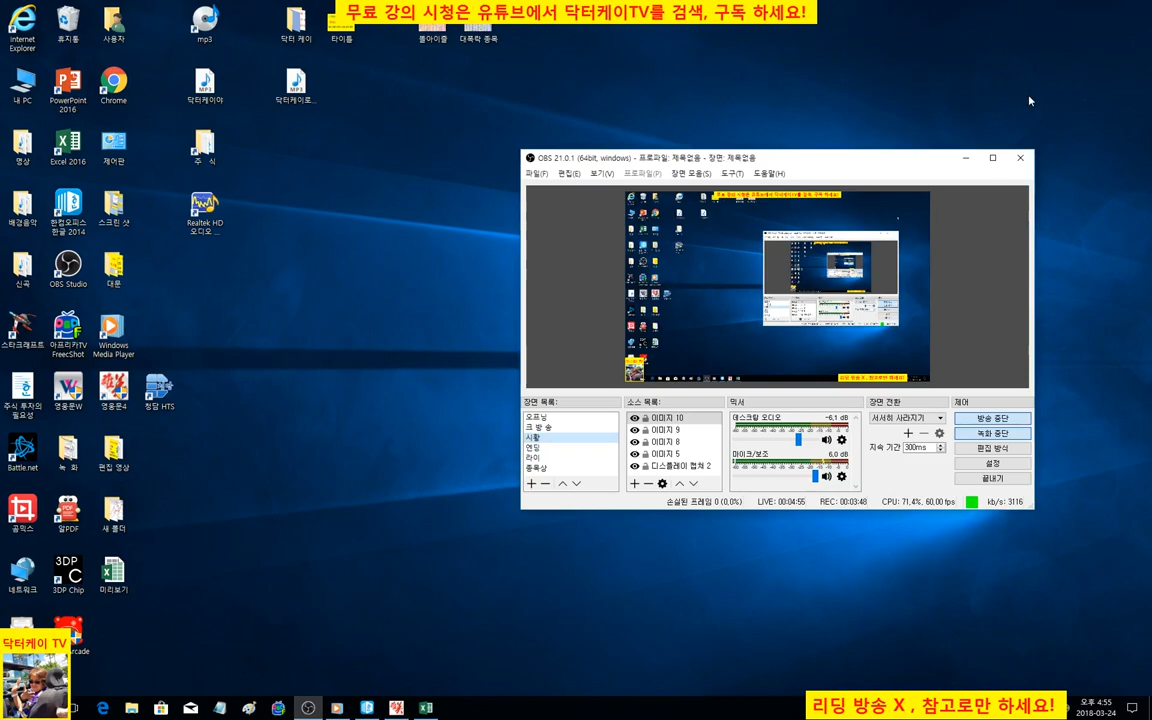 무료 강의 시청은 유튜브에서 닥터케이TV를 검색, 구독 하세요!
Internet Explorer
휴지통
사용자
mp3
닥터 케이
타이틀
돌아이즐
대폭락 종목
내 PC
PowerPoint 2016
Chrome
닥터케이야
닥터케이로...
영상
Excel 2016
제어판
주 식
배경음악
한컴오피스 한글 2014
스크린 샷
Realtek HD 오디오 ...
신곡
OBS Studio
대문
스타크래프트
아프리카TV FreecShot
Windows Media Player
주식 투자의 필요성
영웅문W
영웅문4
청담 HTS
Battle.net
녹 화
편집 영상
곰믹스
알PDF
새 폴더
네트워크
3DP Chip
미리보기
닥터케이 TV
OBS 21.0.1 (64bit, windows) - 프로파일: 제목없음 - 장면: 제목없음
파일(F) 편집(E) 보기(V) 프로파일(P) 장면 모음(S) 도구(T) 도움말(H)
장면 목록:
오프닝
크 방 송
시황
엔딩
라이
종목상
소스 목록:
이미지 10
이미지 9
이미지 8
이미지 5
디스플레이 캡쳐 2
믹서
데스크탑 오디오 -6.1 dB
마이크/보조 6.0 dB
장면 전환
서서히 사라지기
지속 기간 300ms
제어
방송 중단
녹화 중단
편집 방식
설정
끝내기
손실된 프레임 0 (0.0%) LIVE: 00:04:55 REC: 00:03:48 CPU: 71.4%, 60.00 fps kb/s: 3116
리딩 방송 X , 참고로만 하세요!
오후 4:55
2018-03-24